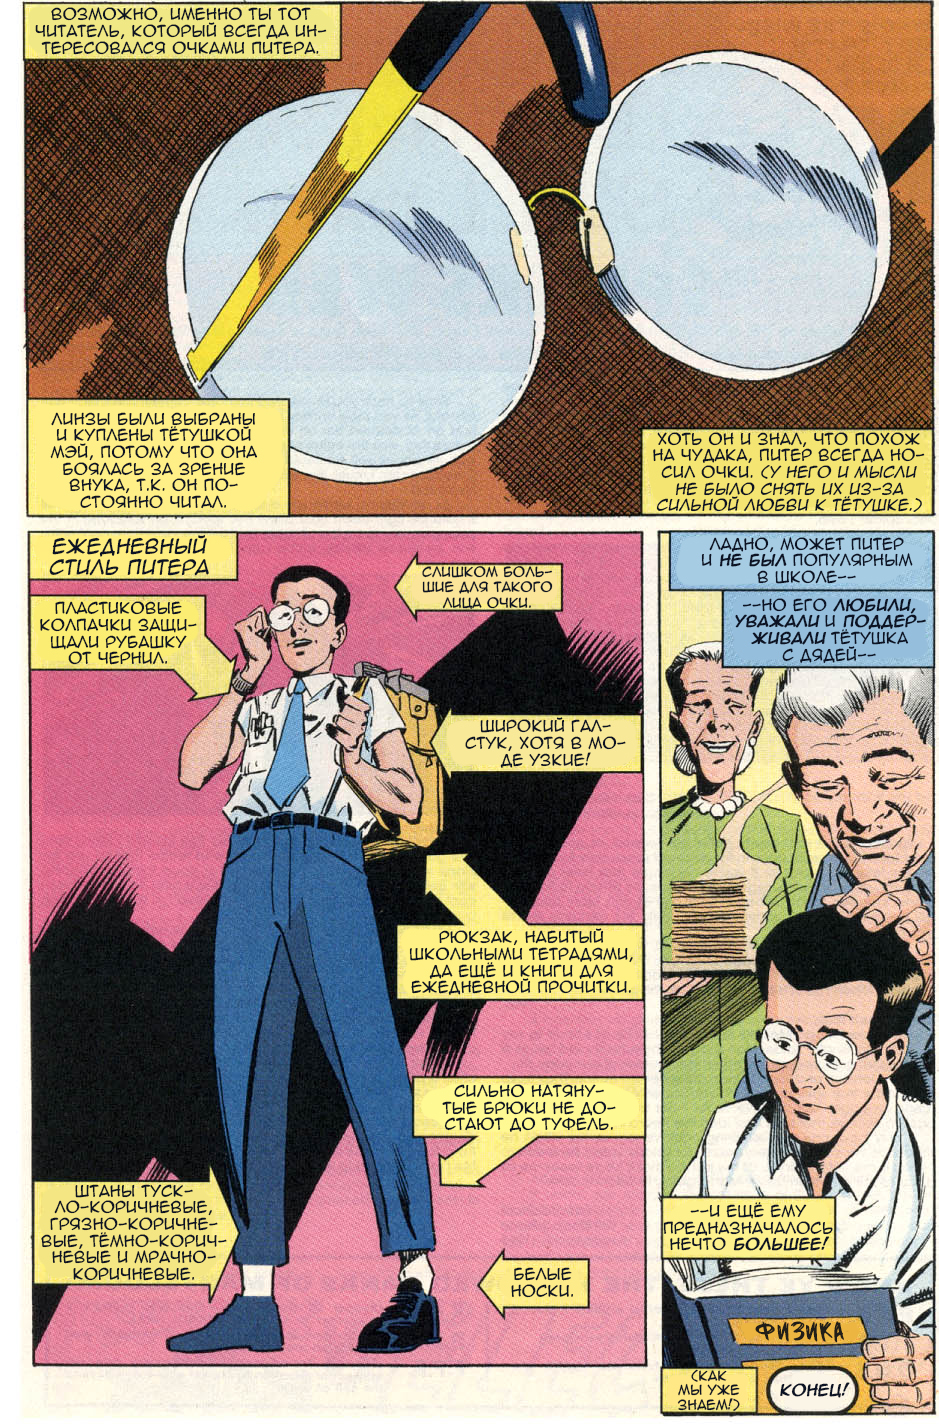 ВОЗМОЖНО, ИМЕННО ТЫ ТОТ
ЧИТАТЕЛЬ, КОТОРЫЙ ВСЕГДА ИН-
ТЕРЕСОВАЛСЯ ОЧКАМИ ПИТЕРА.
ЛИНЗЫ БЫЛИ ВЫБРАНЫ
И КУПЛЕНЫ ТЁТУШКОЙ
МЭЙ, ПОТОМУ ЧТО ОНА
БОЯЛАСЬ ЗА ЗРЕНИЕ
ВНУКА, Т.К. ОН ПО-
СТОЯННО ЧИТАЛ.
ХОТЬ ОН И ЗНАЛ, ЧТО ПОХОЖ
НА ЧУДАКА, ПИТЕР ВСЕГДА НО-
СИЛ ОЧКИ. (У НЕГО И МЫСЛИ
НЕ БЫЛО СНЯТЬ ИХ ИЗ-ЗА
СИЛЬНОЙ ЛЮБВИ К ТЁТУШКЕ.)
ЕЖЕДНЕВНЫЙ
СТИЛЬ ПИТЕРА
СЛИШКОМ БОЛЬ-
ШИЕ ДЛЯ ТАКОГО
ЛИЦА ОЧКИ.
ПЛАСТИКОВЫЕ
КОЛПАЧКИ ЗАЩИ-
ЩАЛИ РУБАШКУ
ОТ ЧЕРНИЛ.
ШИРОКИЙ ГАЛ-
СТУК, ХОТЯ В МО-
ДЕ УЗКИЕ!
РЮКЗАК, НАБИТЫЙ
ШКОЛЬНЫМИ ТЕТРАДЯМИ,
ДА ЕЩЁ И КНИГИ ДЛЯ
ЕЖЕДНЕВНОЙ ПРОЧИТКИ.
СИЛЬНО НАТЯНУ-
ТЫЕ БРЮКИ НЕ ДО-
СТАЮТ ДО ТУФЕЛЬ.
ШТАНЫ ТУСК-
ЛО-КОРИЧНЕВЫЕ,
ГРЯЗНО-КОРИЧНЕ-
ВЫЕ, ТЁМНО-КОРИЧ-
НЕВЫЕ И МРАЧНО-
КОРИЧНЕВЫЕ.
БЕЛЫЕ
НОСКИ.
ЛАДНО, МОЖЕТ ПИТЕР
И НЕ БЫЛ ПОПУЛЯРНЫМ
В ШКОЛЕ--
--НО ЕГО ЛЮБИЛИ,
УВАЖАЛИ И ПОДДЕР-
ЖИВАЛИ ТЁТУШКА
С ДЯДЕЙ--
--И ЕЩЁ ЕМУ
ПРЕДНАЗНАЧАЛОСЬ
НЕЧТО БОЛЬШЕЕ!
ФИЗИКА
(КАК
МЫ УЖЕ
ЗНАЕМ!)
КОНЕЦ!